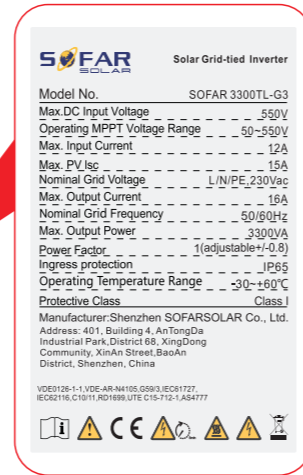 SOFAR
SOLAR
Solar Grid-tied Inverter
Model No. SOFAR 3300TL-G3
Max.DC Input Voltage 550V
Operating MPPT Voltage Range 50~550V
Max. Input Current 12A
Max. PV Isc 15A
Nominal Grid Voltage L/N/PE,230Vac
Max. Output Current 16A
Nominal Grid Frequency 50/60Hz
Max. Output Power 3300VA
Power Factor 1(adjustable+/-0.8)
Ingress protection IP65
Operating Temperature Range -30~+60℃
Protective Class Class I
Manufacturer:Shenzhen SOFARSOLAR Co., Ltd.
Address: 401, Building 4, AnTongDa
Industrial Park,District 68, XingDong
Community, XinAn Street,BaoAn
District, Shenzhen, China
VDE0126-1-1,VDE-AR-N4105,G59/3,IEC61727,
IEC62116,C10/11,RD1699,UTE C15-712-1,AS4777
CE